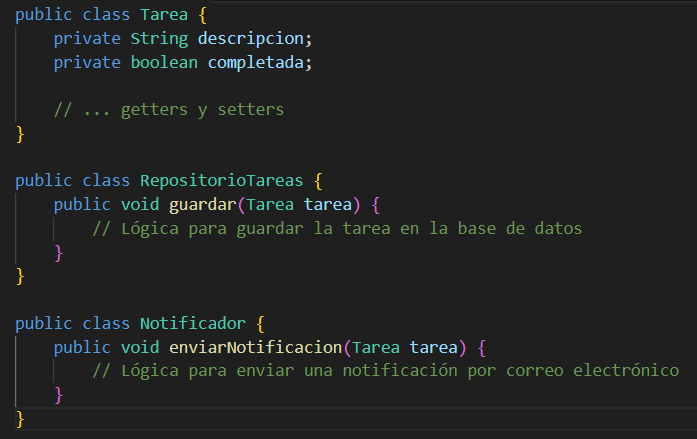 public class Tarea {
    private String descripcion;
    private boolean completada;

    // ... getters y setters
}

public class RepositorioTareas {
    public void guardar(Tarea tarea) {
        // Lógica para guardar la tarea en la base de datos
    }
}

public class Notificador {
    public void enviarNotificacion(Tarea tarea) {
        // Lógica para enviar una notificación por correo electrónico
    }
}